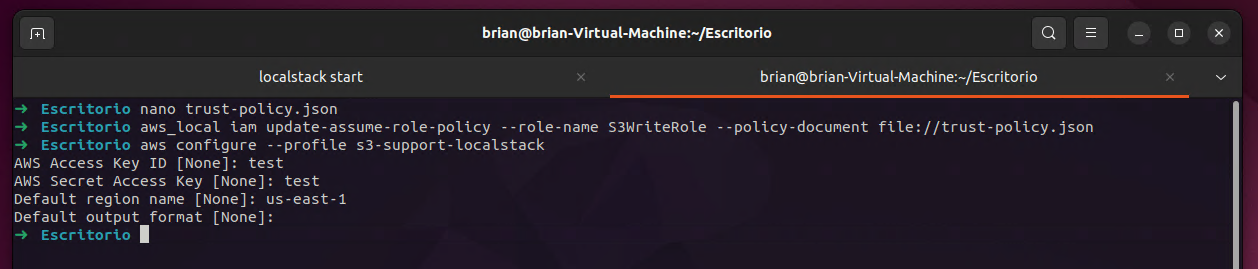 brian@brian-Virtual-Machine:~/Escritorio
localstack start
brian@brian-Virtual-Machine:~/Escritorio
➜ Escritorio nano trust-policy.json
➜ Escritorio aws_local iam update-assume-role-policy --role-name S3WriteRole --policy-document file://trust-policy.json
➜ Escritorio aws configure --profile s3-support-localstack
AWS Access Key ID [None]: test
AWS Secret Access Key [None]: test
Default region name [None]: us-east-1
Default output format [None]:
➜ Escritorio